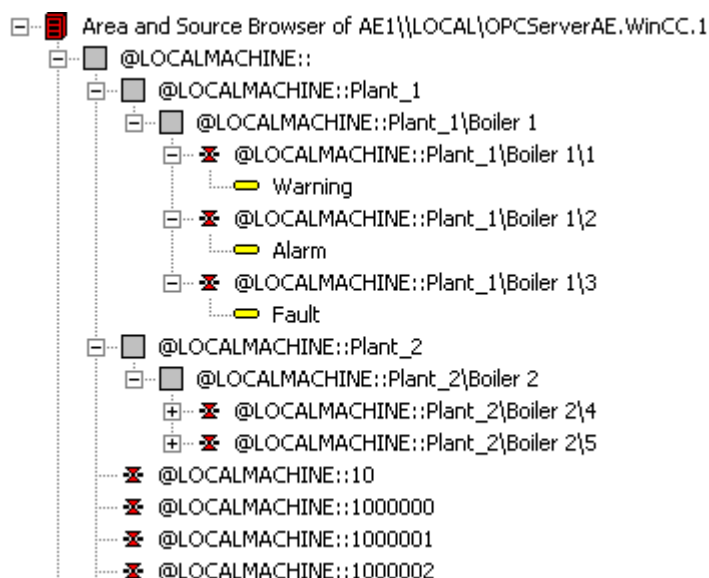 Area and Source Browser of AE1\\LOCAL\OPCServerAE.WinCC.1
@LOCALMACHINE::
@LOCALMACHINE::Plant_1
@LOCALMACHINE::Plant_1\Boiler 1
@LOCALMACHINE::Plant_1\Boiler 1\1
Warning
@LOCALMACHINE::Plant_1\Boiler 1\2
Alarm
@LOCALMACHINE::Plant_1\Boiler 1\3
Fault
@LOCALMACHINE::Plant_2
@LOCALMACHINE::Plant_2\Boiler 2
@LOCALMACHINE::Plant_2\Boiler 2\4
@LOCALMACHINE::Plant_2\Boiler 2\5
@LOCALMACHINE::10
@LOCALMACHINE::1000000
@LOCALMACHINE::1000001
@LOCALMACHINE::1000002